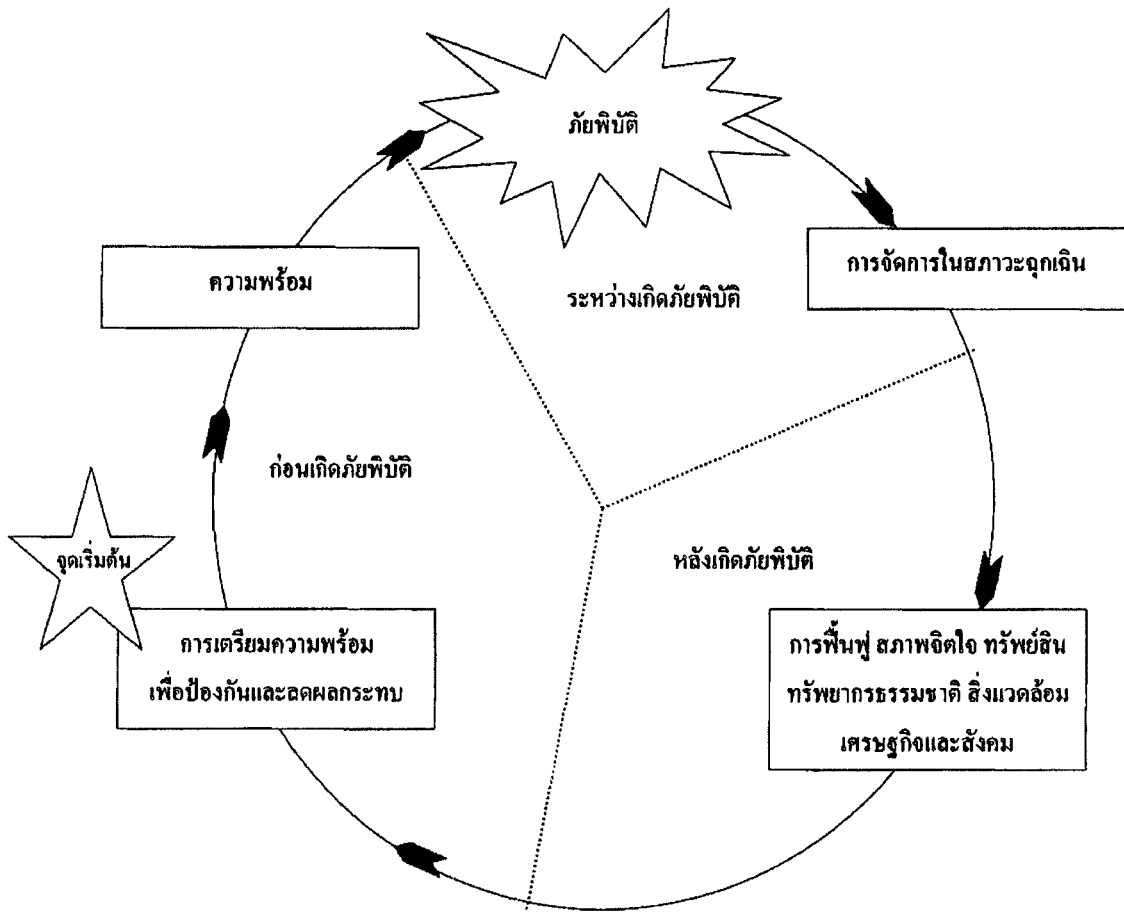 ภัยพิบัติ
ความพร้อม
การจัดการในสภาวะฉุกเฉิน
ระหว่างเกิดภัยพิบัติ
ก่อนเกิดภัยพิบัติ
จุดเริ่มต้น
หลังเกิดภัยพิบัติ
การเตรียมความพร้อม
เพื่อป้องกันและลดผลกระทบ
การฟื้นฟู สภาพจิตใจ ทรัพย์สิน
ทรัพยากรธรรมชาติ สิ่งแวดล้อม
เศรษฐกิจและสังคม